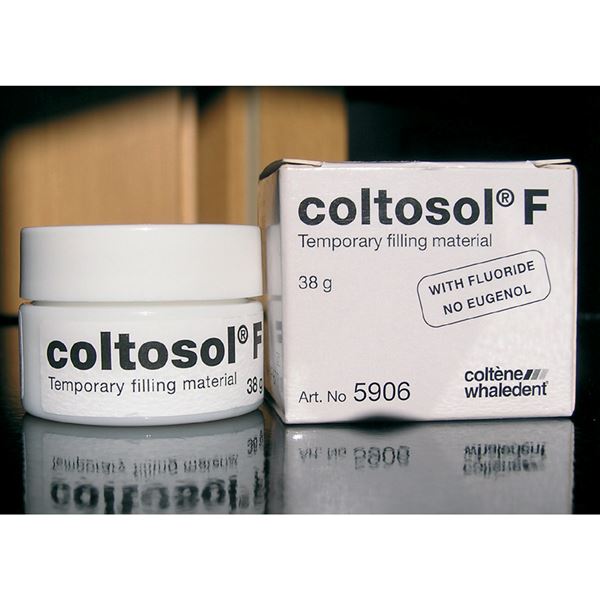 coltosol® F
Temporary filling material
38 g
coltosol® F
Temporary filling material
38 g
WITH FLUORIDE
NO EUGENOL
Art. No 5906
coltène
whaledent®